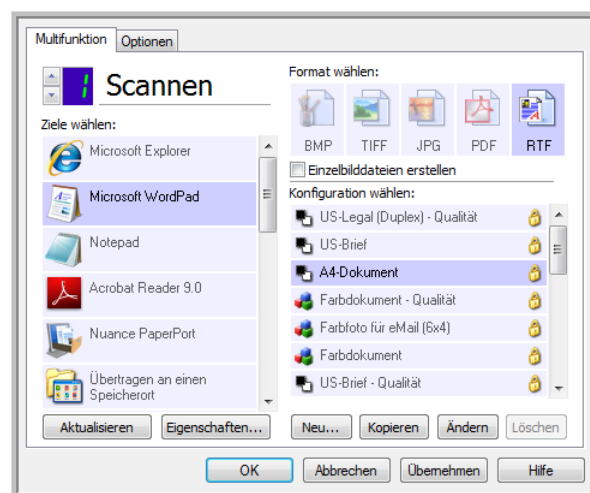 Multifunktion
Optionen
1
Scannen
Ziele wählen:
Microsoft Explorer
Microsoft WordPad
Notepad
Acrobat Reader 9.0
Nuance PaperPort
Übertragen an einen
Speicherort
Aktualisieren
Eigenschaften...
Format wählen:
BMP
TIFF
JPG
PDF
RTF
Einzelbilddateien erstellen
Konfiguration wählen:
US-Legal (Duplex) - Qualität
US-Brief
A4-Dokument
Farbdokument - Qualität
Farbfoto für eMail (6x4)
Farbdokument
US-Brief - Qualität
Neu...
Kopieren
Ändern
Löschen
OK
Abbrechen
Übernehmen
Hilfe